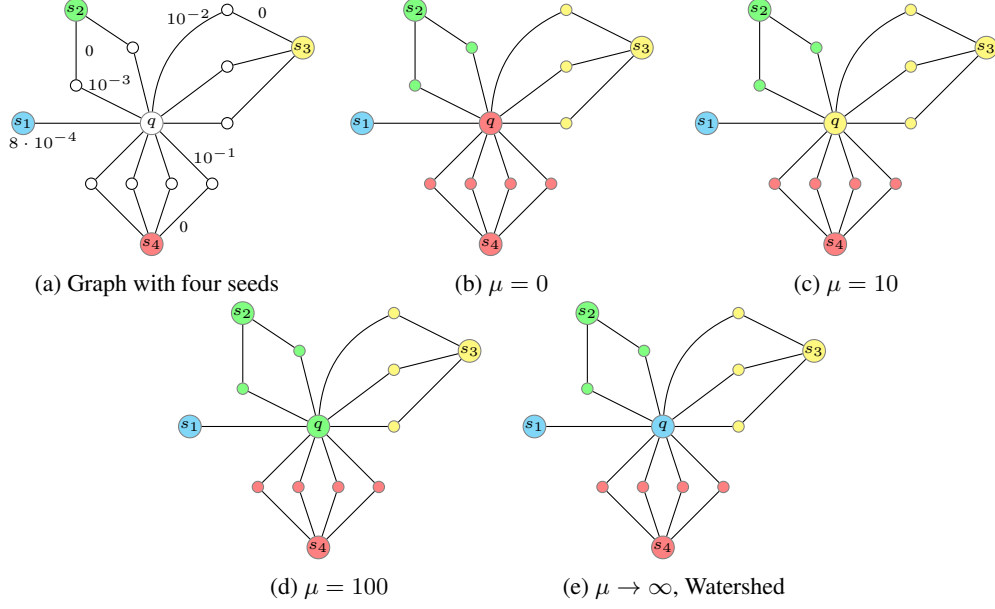 s₂
10⁻²
0
0
s₃
10⁻³
s₁
q
8 · 10⁻⁴
10⁻¹
0
s₄
(a) Graph with four seeds
s₂
s₃
s₁
q
s₄
(b) μ = 0
s₂
s₃
s₁
q
s₄
(c) μ = 10
s₂
s₃
s₁
q
s₄
(d) μ = 100
s₂
s₃
s₁
q
s₄
(e) μ → ∞, Watershed